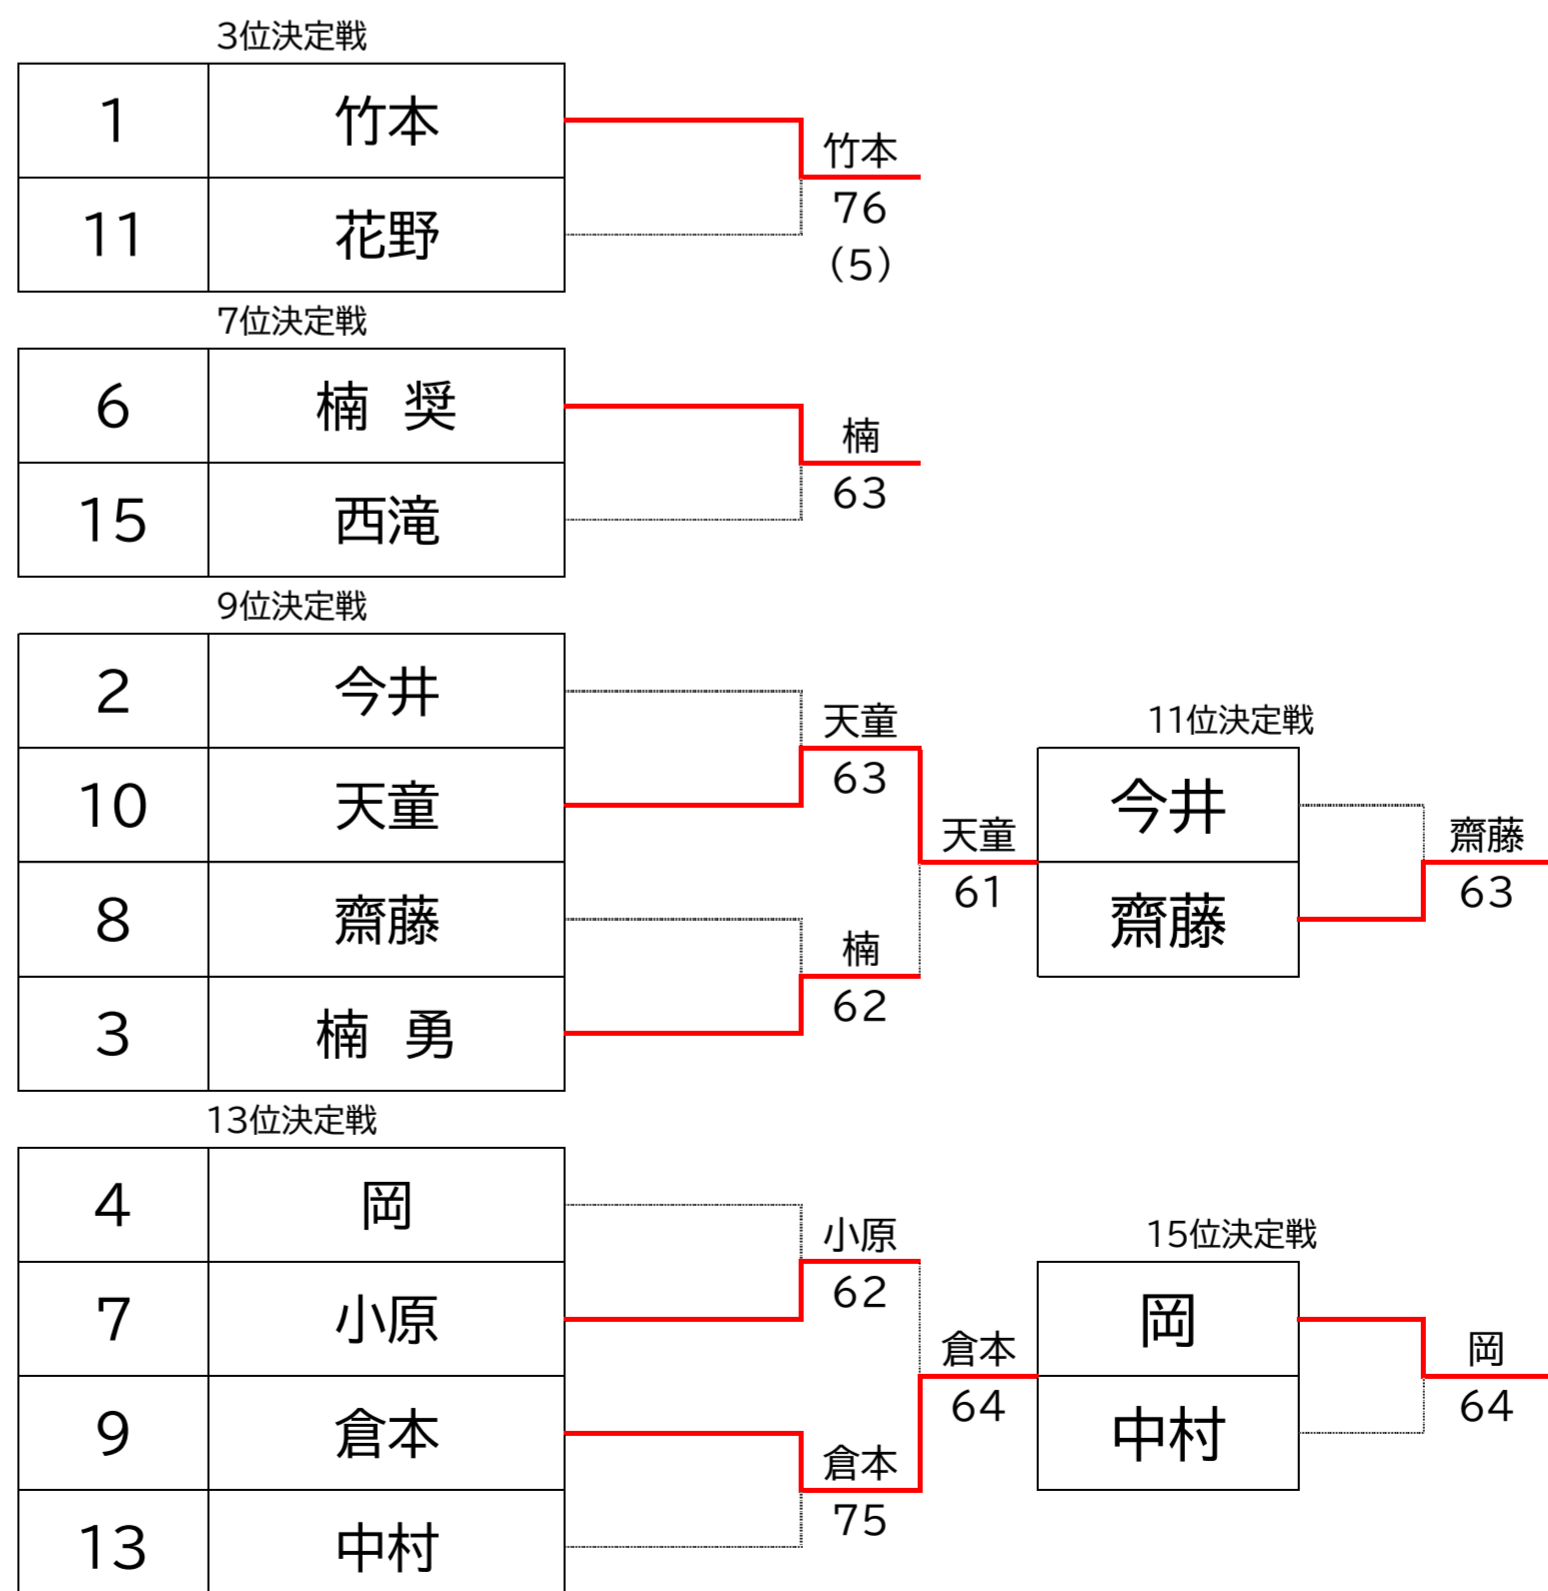 3位決定戦
1 竹本
竹本
76
(5)
11 花野
7位決定戦
6 楠 奨
楠
63
15 西滝
9位決定戦
2 今井
天童
63
10 天童
8 齋藤
楠
62
3 楠 勇
天童
61
11位決定戦
今井
齋藤
齋藤
63
13位決定戦
4 岡
小原
62
7 小原
9 倉本
倉本
75
13 中村
倉本
64
15位決定戦
岡
中村
岡
64